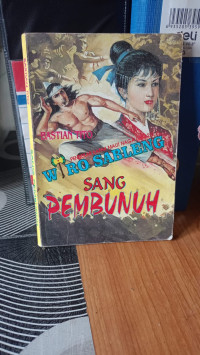 BASTIAN TITO
WIRO SABLENG
SANG
PEMBUNUH